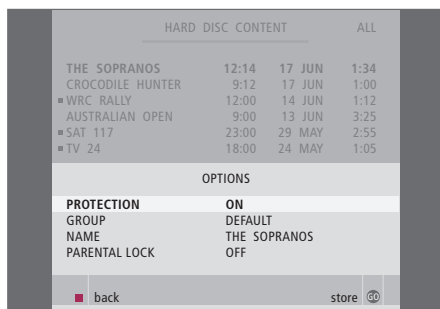 HARD DISC CONTENT ALL
THE SOPRANOS 12:14 17 JUN 1:34
CROCODILE HUNTER 9:12 17 JUN 1:00
WRC RALLY 12:00 14 JUN 1:12
AUSTRALIAN OPEN 9:00 13 JUN 3:25
SAT 117 23:00 29 MAY 2:55
TV 24 18:00 24 MAY 1:05
OPTIONS
PROTECTION ON
GROUP DEFAULT
NAME THE SOPRANOS
PARENTAL LOCK OFF
back store GO